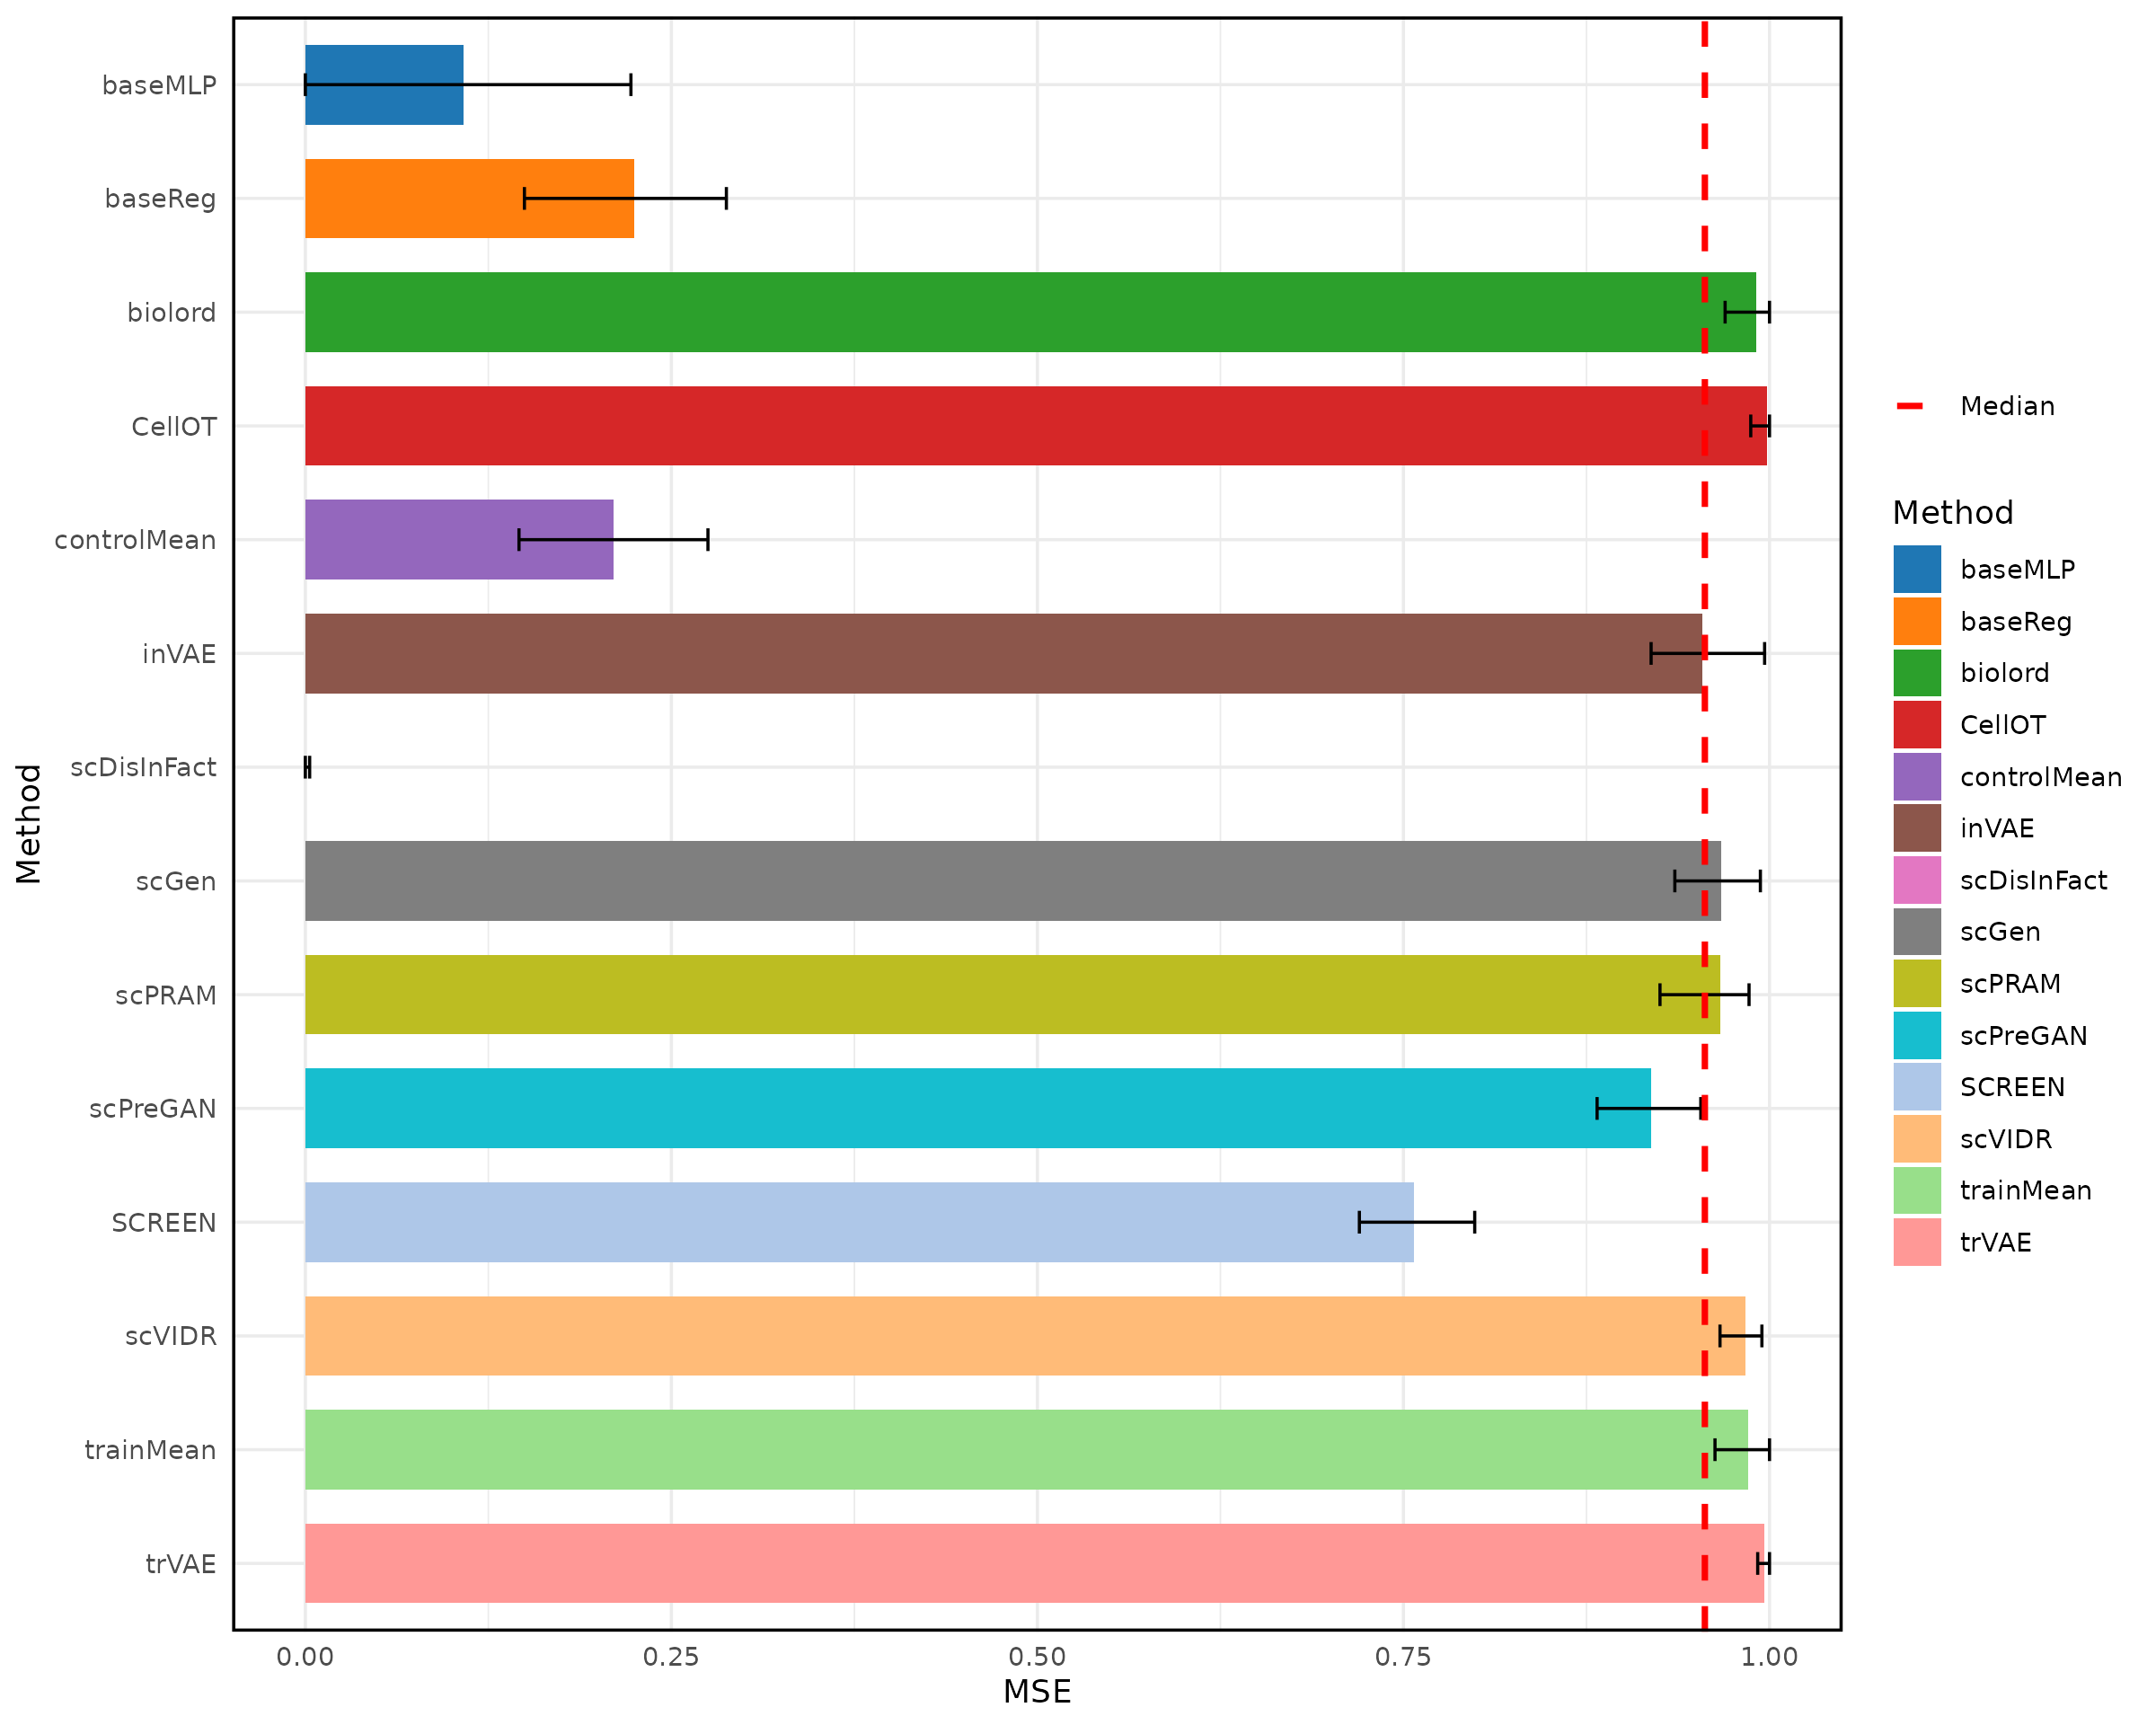 baseMLP
baseReg
biolord
CellOT
controlMean
inVAE
scDisInFact
scGen
scPRAM
scPreGAN
SCREEN
scVIDR
trainMean
trVAE
Method
0.00 0.25 0.50 0.75 1.00
MSE
Median
Method
baseMLP
baseReg
biolord
CellOT
controlMean
inVAE
scDisInFact
scGen
scPRAM
scPreGAN
SCREEN
scVIDR
trainMean
trVAE